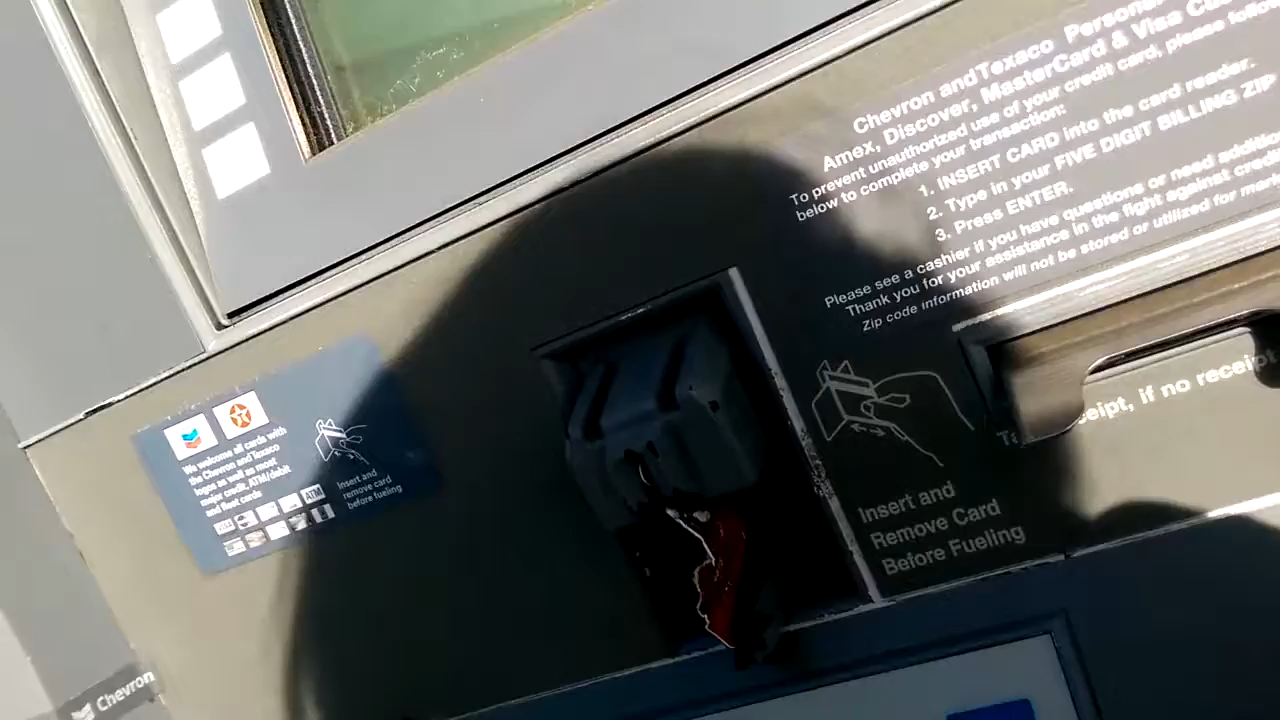 Chevron and Texaco Personal
Amex, Discover, MasterCard & Visa
To prevent unauthorized use of your credit card, please follow
below to complete your transaction:
1. INSERT CARD into the card reader.
2. Type in your FIVE DIGIT BILLING ZIP
3. Press ENTER.
Please see a cashier if you have questions or need
Thank you for your assistance in the fight against
Zip code information will not be stored or utilized for
eipt, if no receipt
Insert and
Remove Card
Before Fueling
We welcome all cards with
the Chevron and Texaco
logos as well as most
major credit, ATM/debit
and fleet cards
VISA
ATM
Insert and
remove card
before fueling
Chevron